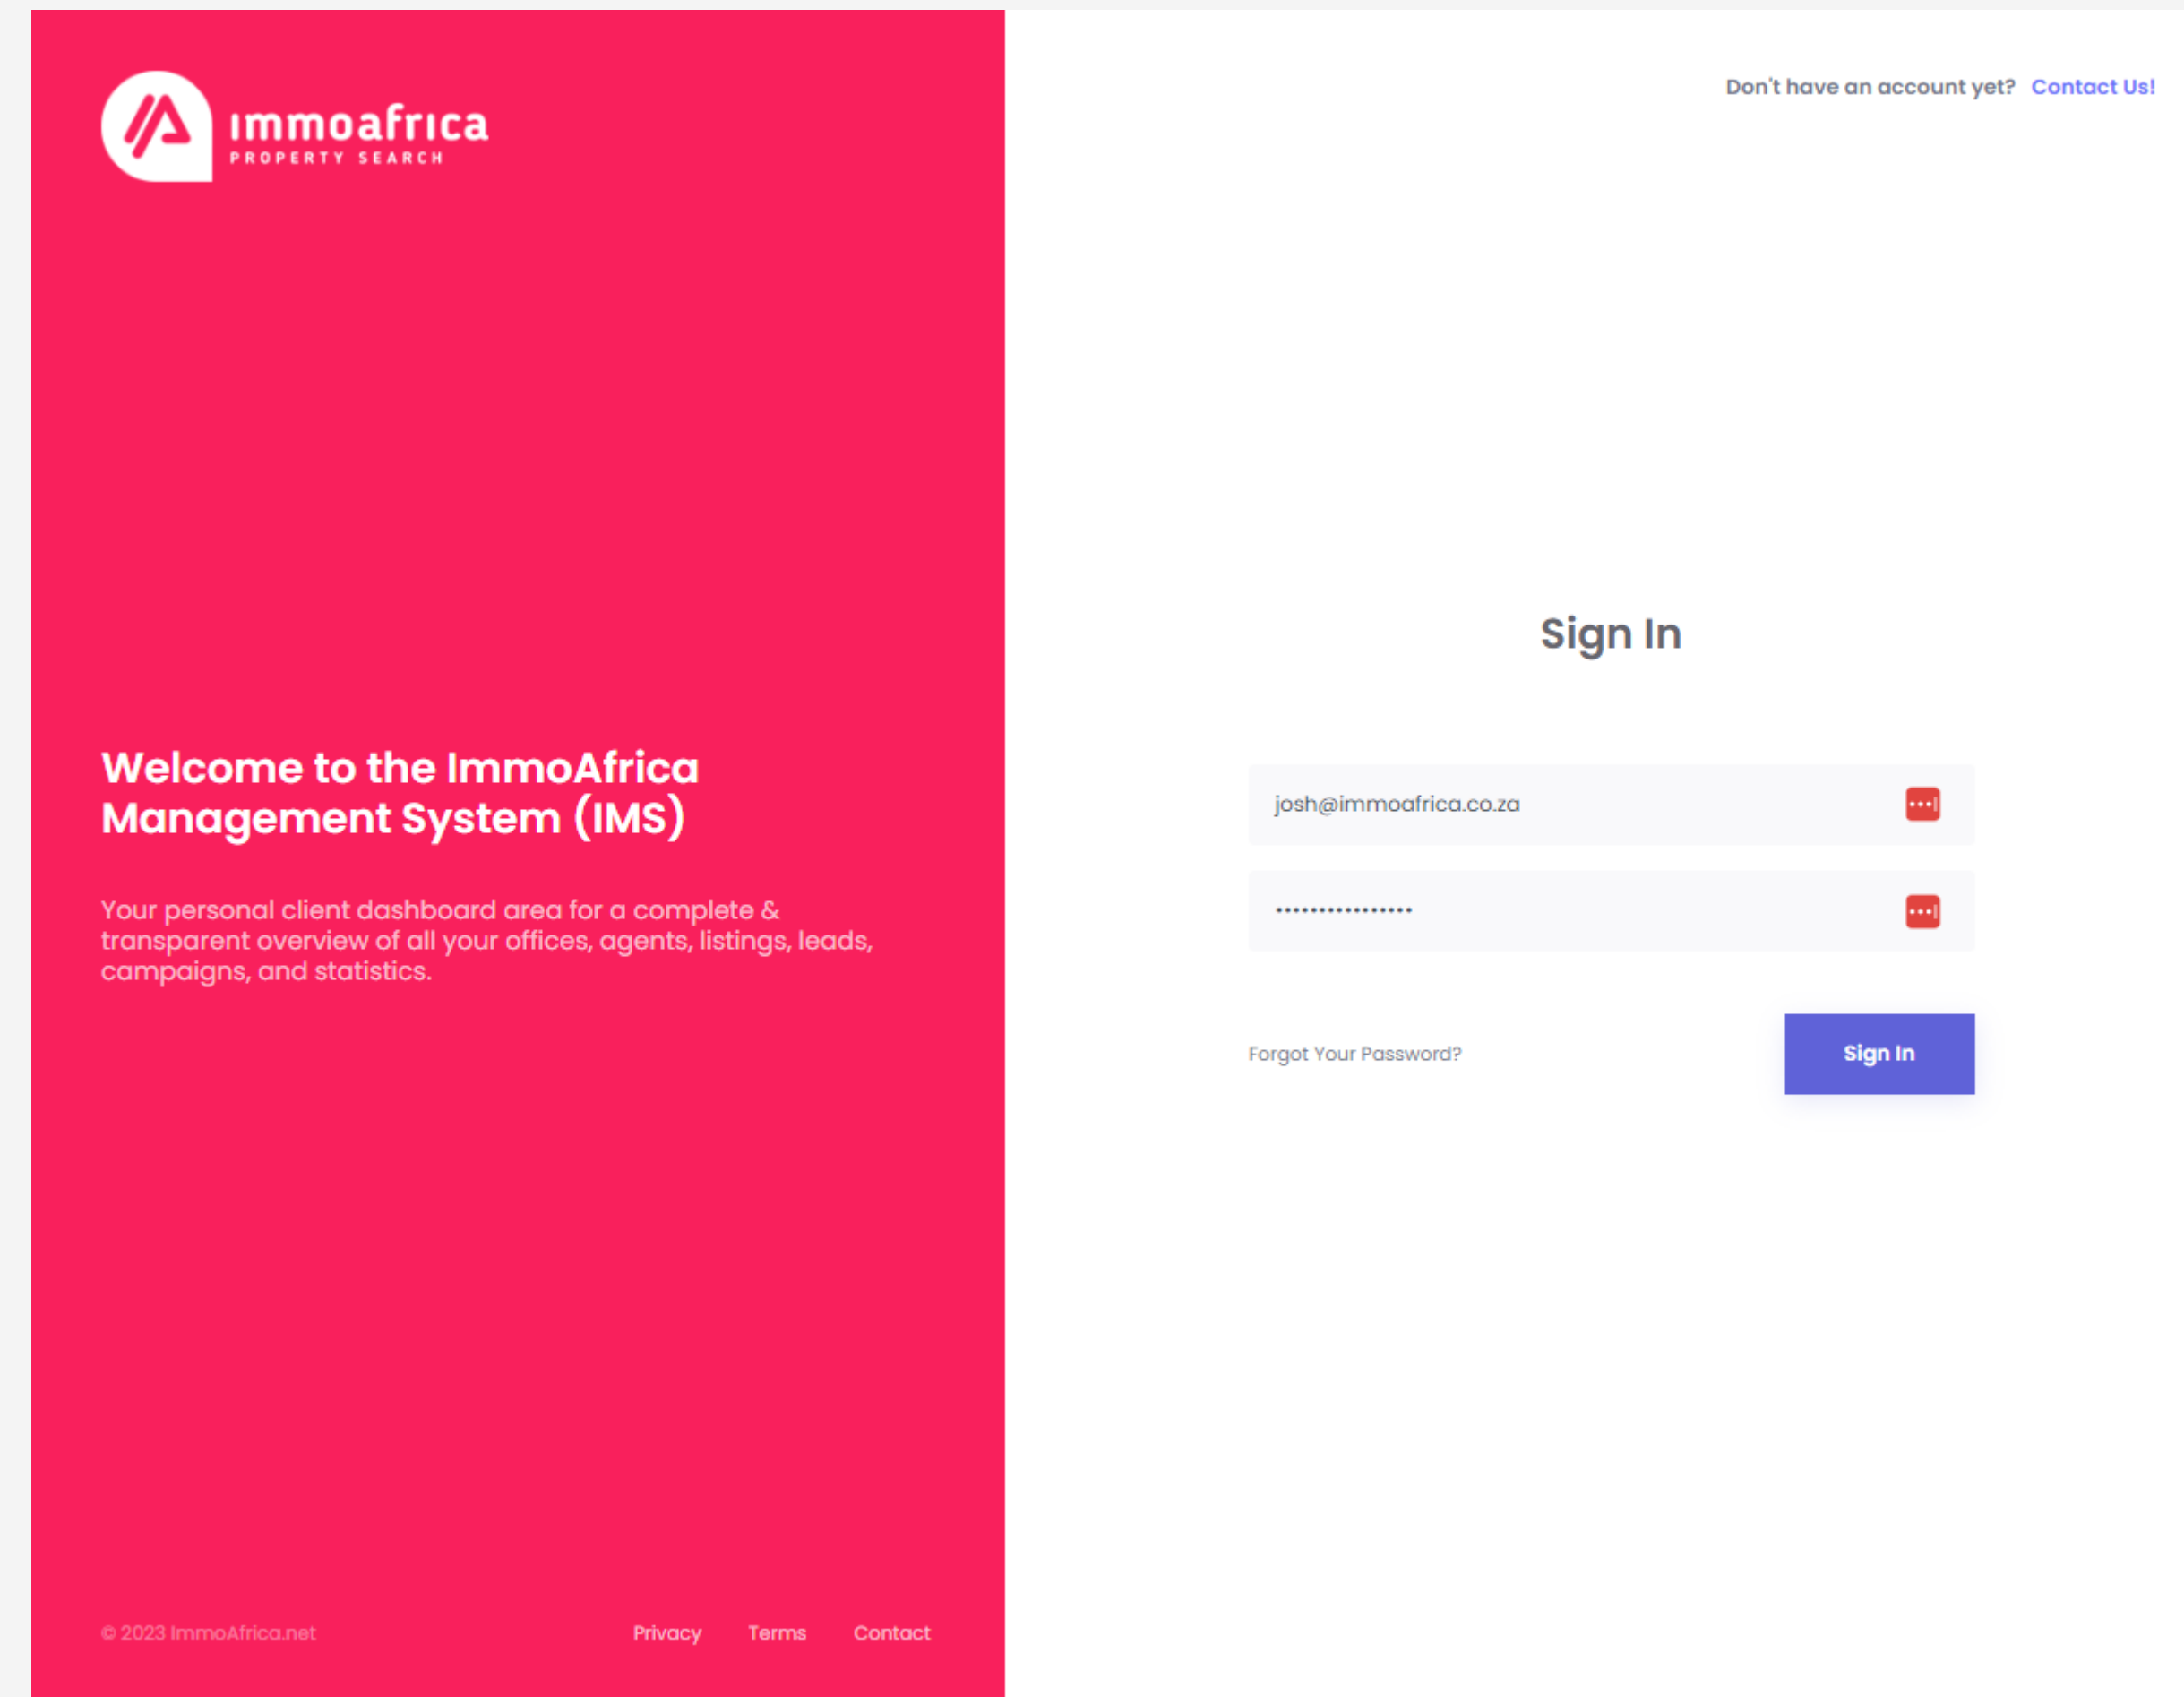 ımmoafrıca
PROPERTY SEARCH
Welcome to the ImmoAfrica
Management System (IMS)
Your personal client dashboard area for a complete &
transparent overview of all your offices, agents, listings, leads,
campaigns, and statistics.
© 2023 ImmoAfrica.net
Privacy Terms Contact
Don't have an account yet? Contact Us!
Sign In
josh@immoafrica.co.za
••••••••••••••••
Forgot Your Password?
Sign In